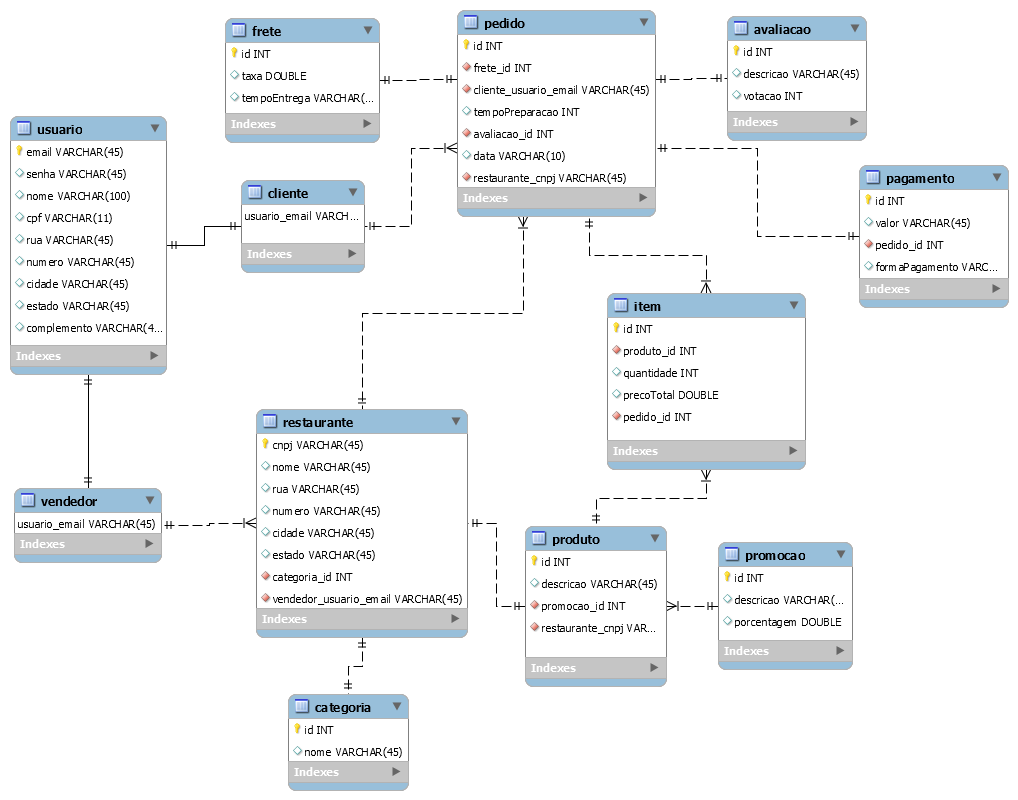 frete
id INT
taxa DOUBLE
tempoEntrega VARCHAR(...
Indexes
pedido
id INT
frete_id INT
cliente_usuario_email VARCHAR(45)
tempoPreparacao INT
avaliacao_id INT
data VARCHAR(10)
restaurante_cnpj VARCHAR(45)
Indexes
avaliacao
id INT
descricao VARCHAR(45)
votacao INT
Indexes
usuario
email VARCHAR(45)
senha VARCHAR(45)
nome VARCHAR(100)
cpf VARCHAR(11)
rua VARCHAR(45)
numero VARCHAR(45)
cidade VARCHAR(45)
estado VARCHAR(45)
complemento VARCHAR(4...
Indexes
cliente
usuario_email VARCH...
Indexes
pagamento
id INT
valor VARCHAR(45)
pedido_id INT
formaPagamento VARC...
Indexes
item
id INT
produto_id INT
quantidade INT
precoTotal DOUBLE
pedido_id INT
Indexes
restaurante
cnpj VARCHAR(45)
nome VARCHAR(45)
rua VARCHAR(45)
numero VARCHAR(45)
cidade VARCHAR(45)
estado VARCHAR(45)
categoria_id INT
vendedor_usuario_email VARCHAR(45)
Indexes
vendedor
usuario_email VARCHAR(45)
Indexes
produto
id INT
descricao VARCHAR(45)
promocao_id INT
restaurante_cnpj VAR...
Indexes
promocao
id INT
descricao VARCHAR(...
porcentagem DOUBLE
Indexes
categoria
id INT
nome VARCHAR(45)
Indexes